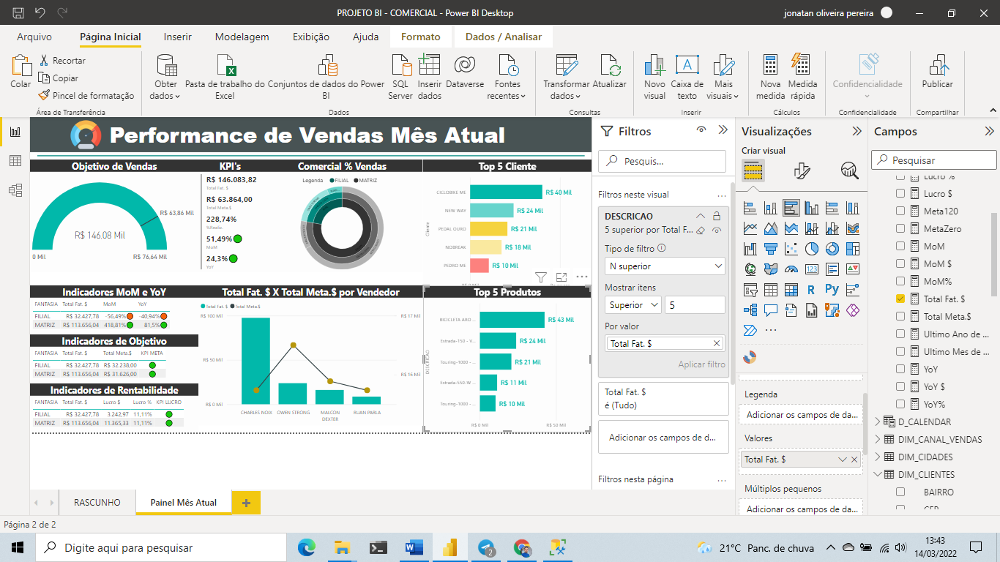 PROJETO BI - COMERCIAL - Power BI Desktop
jonatan oliveira pereira
Arquivo
Página Inicial
Inserir
Modelagem
Exibição
Ajuda
Formato
Dados / Analisar
Colar
Recortar
Copiar
Pincel de formatação
Área de Transferência
Obter dados
Pasta de trabalho do Excel
Conjuntos de dados do Power BI
SQL Server
Inserir dados
Dataverse
Fontes recentes
Dados
Transformar dados
Atualizar
Consultas
Novo visual
Caixa de texto
Mais visuais
Inserir
Nova medida
Medida rápida
Cálculos
Confidencialidade
Confidencialidade
Publicar
Compartilhar
Performance de Vendas Mês Atual
Objetivo de Vendas
R$ 63.86 Mil
R$ 146.08 Mil
0 Mil
R$ 76.64 Mil
KPI's
R$ 146.083,82
Total Fat. $
R$ 63.864,00
Total Meta.$
228,74%
%Realiz.
51,49%
MoM
24,3%
YoY
Comercial % Vendas
Legenda
FILIAL
MATRIZ
Top 5 Cliente
Cliente
CICLOBIKE ME
R$ 40 Mil
NEW WAY
R$ 24 Mil
PEDAL OURO
R$ 21 Mil
NOBREAK
R$ 18 Mil
PEDRO ME
R$ 10 Mil
Indicadores MoM e YoY
FANTASIA Total Fat. $ MoM YoY
FILIAL R$ 32.427,78 -56,49% -40,94%
MATRIZ R$ 113.656,04 418,81% 81,5%
Indicadores de Objetivo
FANTASIA Total Fat. $ Total Meta.$ KPI META
FILIAL R$ 32.427,78 R$ 32.238,00
MATRIZ R$ 113.656,04 R$ 31.626,00
Indicadores de Rentabilidade
FANTASIA Total Fat. $ Lucro $ Lucro % KPI LUCRO
FILIAL R$ 32.427,78 3.242,97 11,11%
MATRIZ R$ 113.656,04 11.365,33 11,11%
Total Fat. $ X Total Meta.$ por Vendedor
Total Fat. $
Total Meta.$
R$ 100 Mil
R$ 50 Mil
R$ 0 Mil
R$ 17 Mil
R$ 16 Mil
CHARLES NOIX
OWEN STRONG
MALCON DEXTER
RUAN PARLA
Top 5 Produtos
DESCRICAO
BICICLETA ARO ...
R$ 43 Mil
Estrada-150 - V...
R$ 24 Mil
Touring-1000 - ...
R$ 21 Mil
Estrada-550-W ...
R$ 11 Mil
Touring-1000 - ...
R$ 10 Mil
R$ 0 Mil
R$ 50 Mil
Filtros
Pesquis...
Filtros neste visual
...
DESCRICAO
5 superior por Total F...
Tipo de filtro
N superior
Mostrar itens
Superior
5
Por valor
Total Fat. $
Aplicar filtro
Total Fat. $
é (Tudo)
Adicionar os campos de d...
Filtros nesta página
...
Visualizações
Criar visual
R
Py
123
...
Legenda
Adicionar os campos de da...
Valores
Total Fat. $
Múltiplos pequenos
Adicionar os campos de da...
Campos
Pesquisar
Lucro %
Lucro $
Meta120
MetaZero
MoM
MoM $
MoM%
Total Fat. $
Total Meta.$
Ultimo Ano de ...
Ultimo Mes de ...
YoY
YoY $
YoY%
D_CALENDAR
DIM_CANAL_VENDAS
DIM_CIDADES
DIM_CLIENTES
BAIRRO
CEP
RASCUNHO
Painel Mês Atual
Página 2 de 2
Digite aqui para pesquisar
2
21°C Panc. de chuva
13:43
14/03/2022